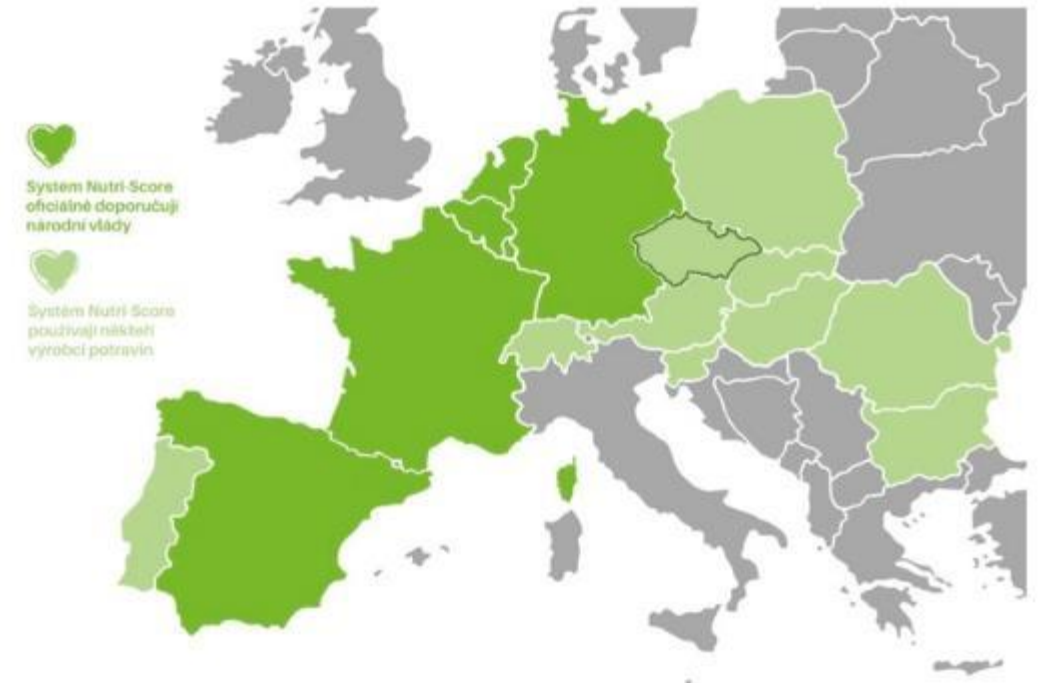 Systém Nutri-Score
oficiálně doporučují
národní vlády
Systém Nutri-Score
používají někteří
výrobci potravin